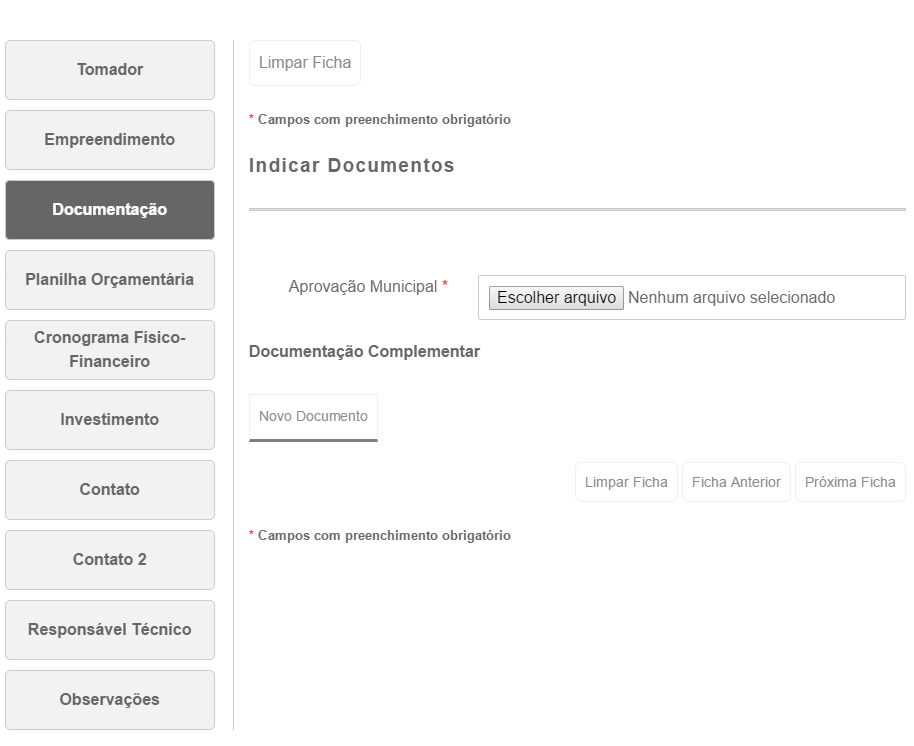 Tomador
Empreendimento
Documentação
Planilha Orçamentária
Cronograma Físico-
Financeiro
Investimento
Contato
Contato 2
Responsável Técnico
Observações
Limpar Ficha
* Campos com preenchimento obrigatório
Indicar Documentos
Aprovação Municipal * Escolher arquivo Nenhum arquivo selecionado
Documentação Complementar
Novo Documento
Limpar Ficha Ficha Anterior Próxima Ficha
* Campos com preenchimento obrigatório